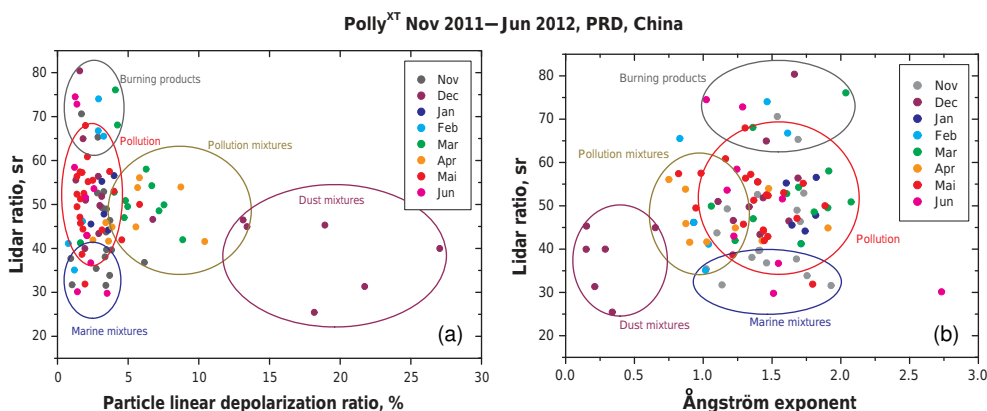 Polly^XT Nov 2011—Jun 2012, PRD, China
Lidar ratio, sr
80
70
60
50
40
30
20
0
5
10
15
20
25
30
Particle linear depolarization ratio, %
Burning products
Pollution
Pollution mixtures
Dust mixtures
Marine mixtures
Nov
Dec
Jan
Feb
Mar
Apr
Mai
Jun
(a)
Lidar ratio, sr
80
70
60
50
40
30
20
0.0
0.5
1.0
1.5
2.0
2.5
3.0
Ångström exponent
Burning products
Pollution mixtures
Pollution
Dust mixtures
Marine mixtures
Nov
Dec
Jan
Feb
Mar
Apr
Mai
Jun
(b)